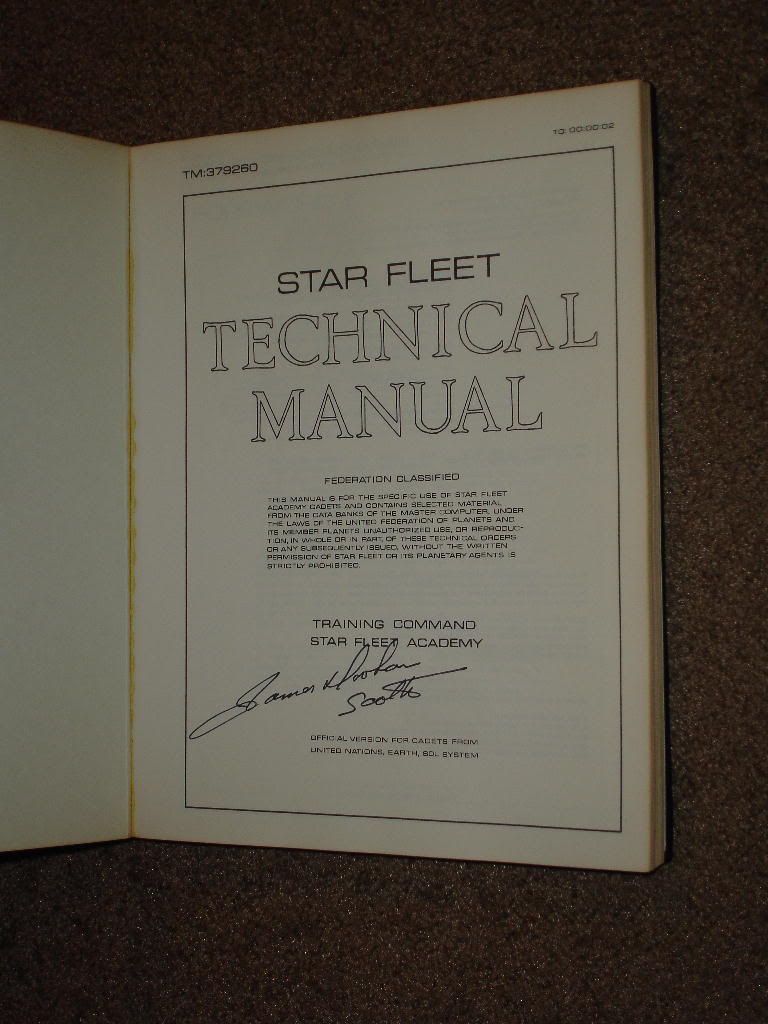 TM:379260
10:00:00:02
STAR FLEET
TECHNICAL
MANUAL
FEDERATION CLASSIFIED
THIS MANUAL IS FOR THE SPECIFIC USE OF STAR FLEET
ACADEMY CADETS AND CONTAINS SELECTED MATERIAL
FROM THE DATA BANKS OF THE MASTER COMPUTER, UNDER
THE LAWS OF THE UNITED FEDERATION OF PLANETS AND
ITS MEMBER PLANETS UNAUTHORIZED USE, OR REPRODUC-
TION, IN WHOLE OR IN PART, OF THESE TECHNICAL ORDERS
OR ANY SUBSEQUENTLY ISSUED, WITHOUT THE WRITTEN
PERMISSION OF STAR FLEET OR ITS PLANETARY AGENTS IS
STRICTLY PROHIBITED.
TRAINING COMMAND
STAR FLEET ACADEMY
James Doohan
Scotty
OFFICIAL VERSION FOR CADETS FROM
UNITED NATIONS, EARTH, SOL SYSTEM